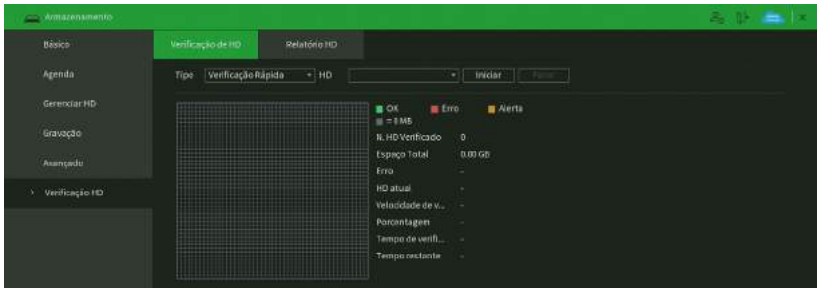 Armazenamento
Básico
Agenda
Gerenciar HD
Gravação
Avançado
› Verificação HD
Verificação de HD Relatório HD
Tipo Verificação Rápida HD Iniciar Parar
OK Erro Alerta
= 0 MB
N. HD Verificado 0
Espaço Total 0.00 GB
Erro -
HD atual -
Velocidade de v... -
Porcentagem -
Tempo de verifi... -
Tempo restante -